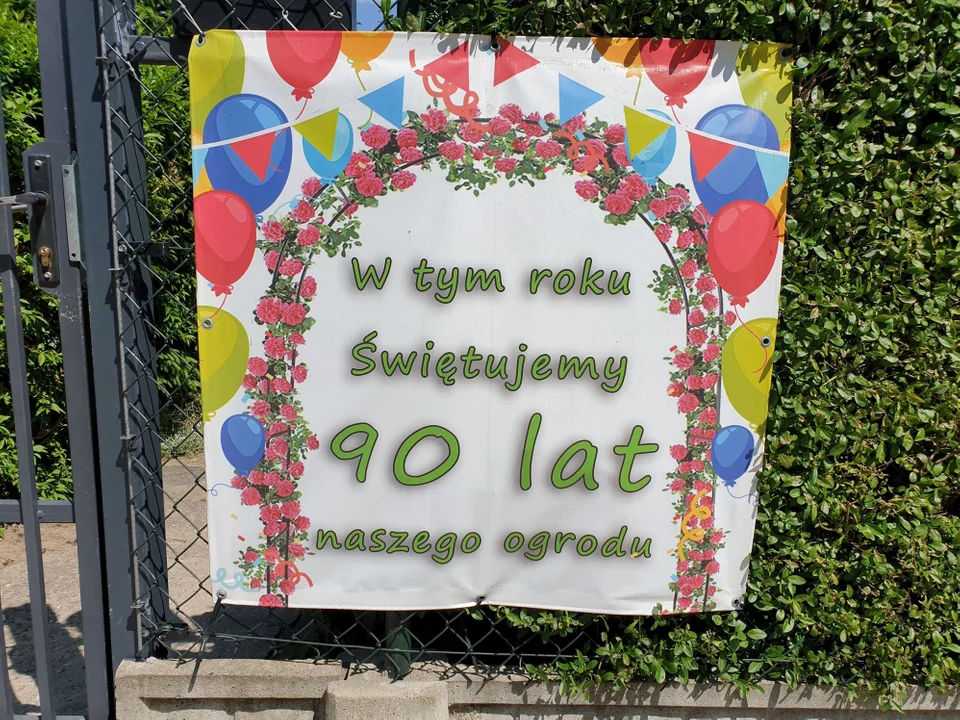 W tym roku
Świętujemy
90 lat
naszego ogrodu